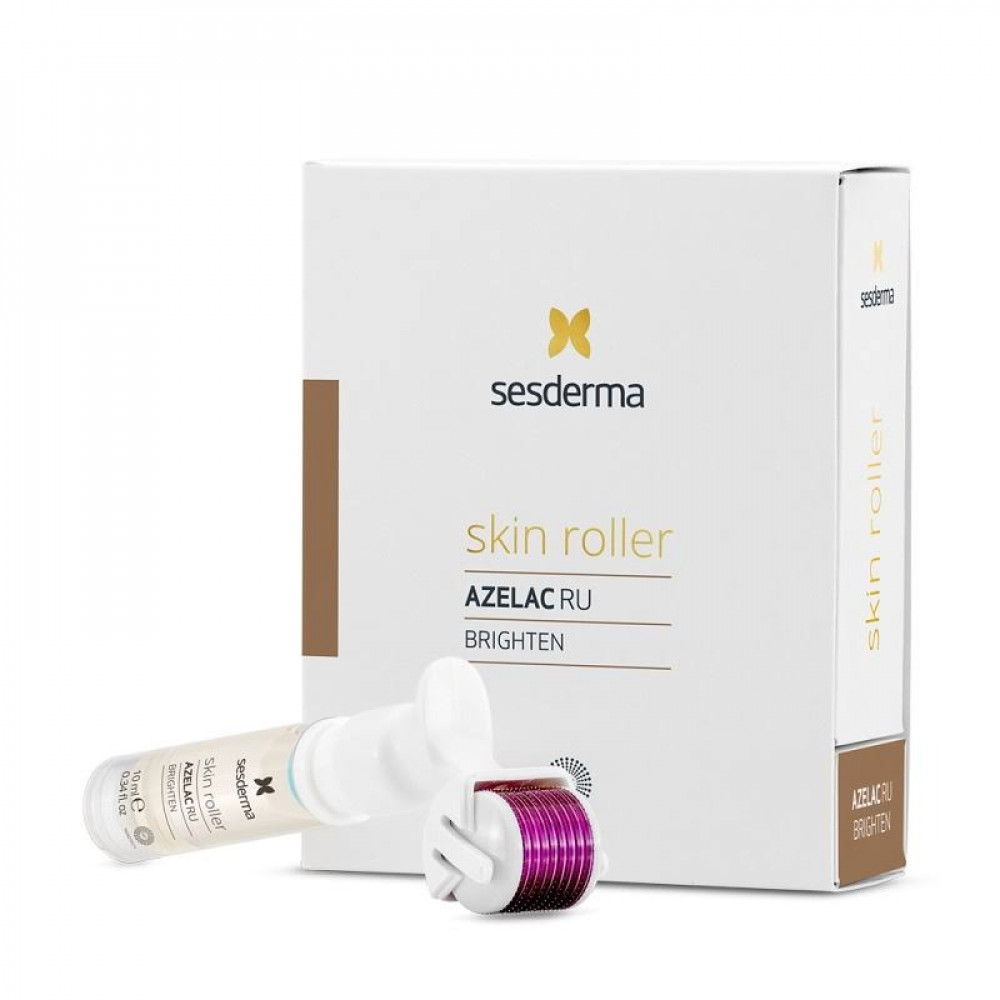 sesderma
skin roller
AZELAC RU
BRIGHTEN
sesderma
skin roller
AZELAC RU
BRIGHTEN
sesderma
skin roller
AZELAC RU
BRIGHTEN
10 ml e
0.34 fl. oz